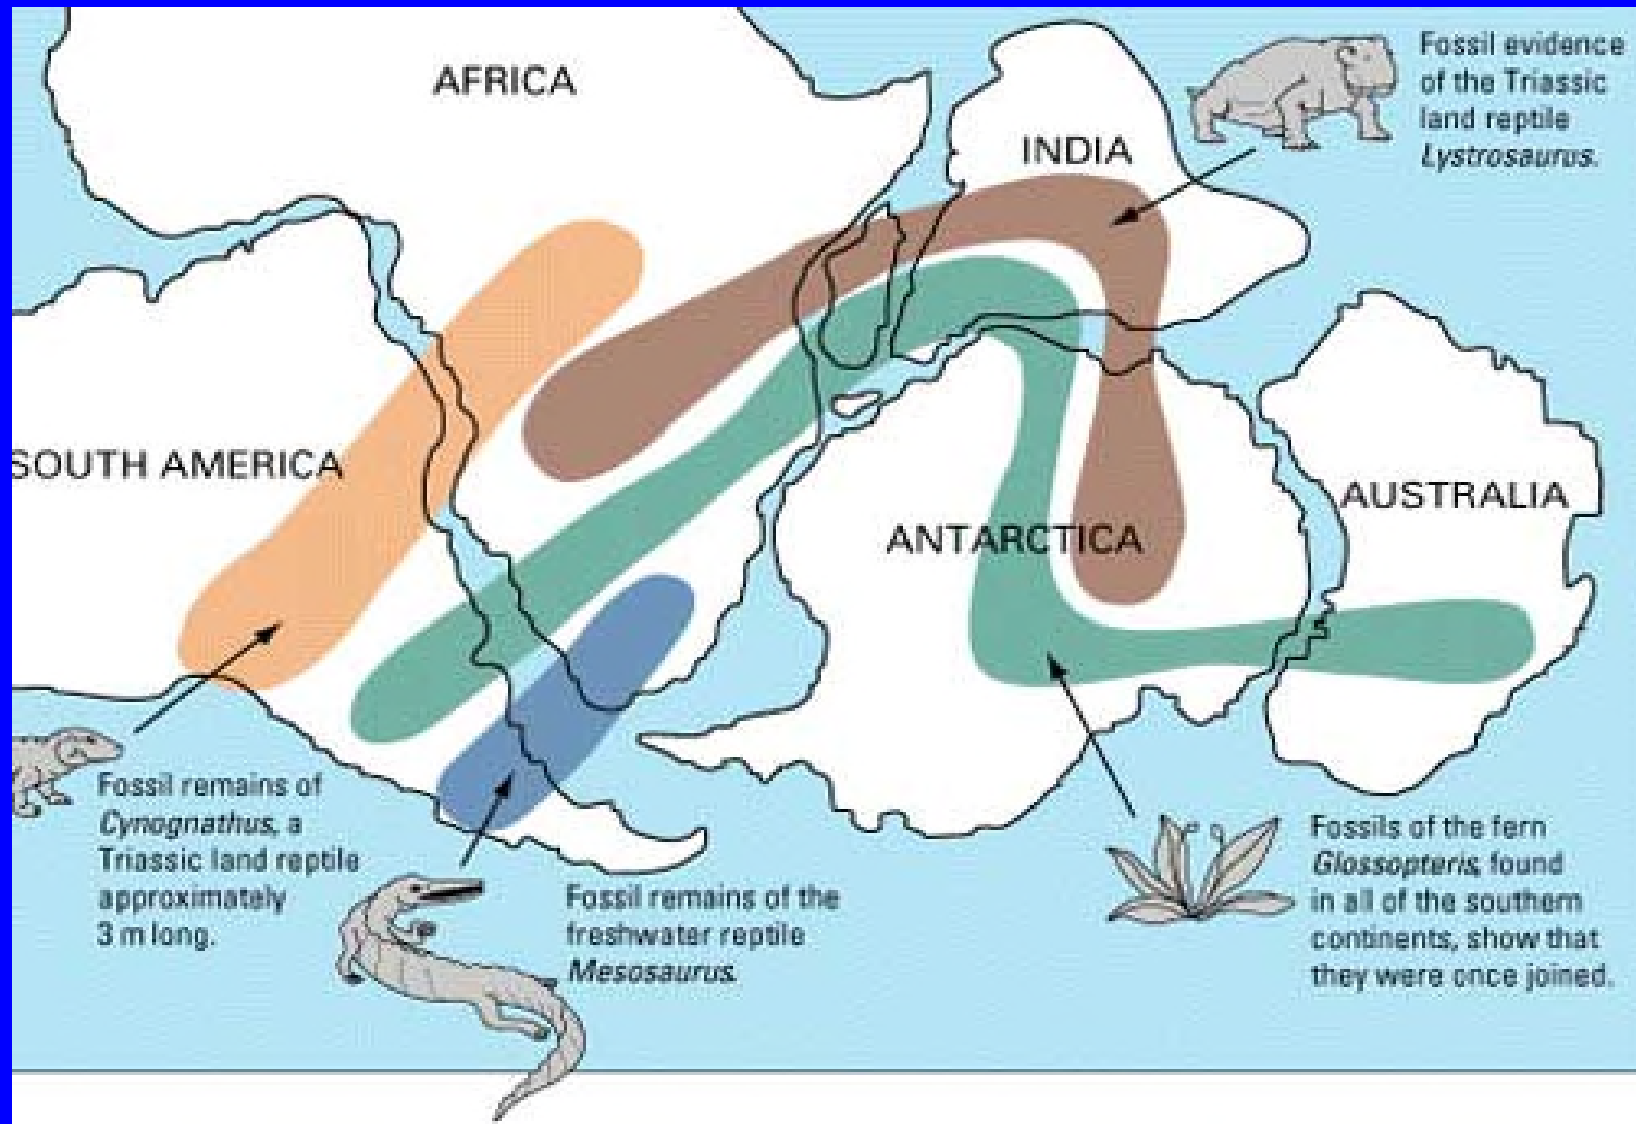 AFRICA
INDIA
Fossil evidence
of the Triassic
land reptile
Lystrosaurus.
SOUTH AMERICA
ANTARCTICA
AUSTRALIA
Fossil remains of
Cynognathus, a
Triassic land reptile
approximately
3 m long.
Fossil remains of the
freshwater reptile
Mesosaurus.
Fossils of the fern
Glossopteris, found
in all of the southern
continents, show that
they were once joined.